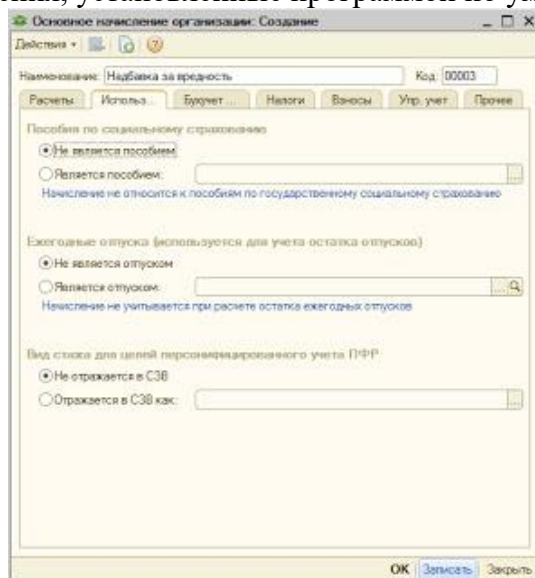 установленные программой по
Основное начисление организации: Создание
Действия
Наименование: Надбавка за вредность Код: 00003
Расчеты Использ... Бухучет ... Налоги Взносы Упр. учет Прочее
Пособия по социальному страхованию
Не является пособием
Является пособием:
Начисление не относится к пособиям по государственному социальному страхованию
Ежегодные отпуска (используется для учета остатка отпусков)
Не является отпуском
Является отпуском:
Начисление не учитывается при расчете остатка ежегодных отпусков
Вид стажа для целей персонифицированного учета ПФР
Не отражается в СЗВ
Отражается в СЗВ как:
OK Записать Закрыть